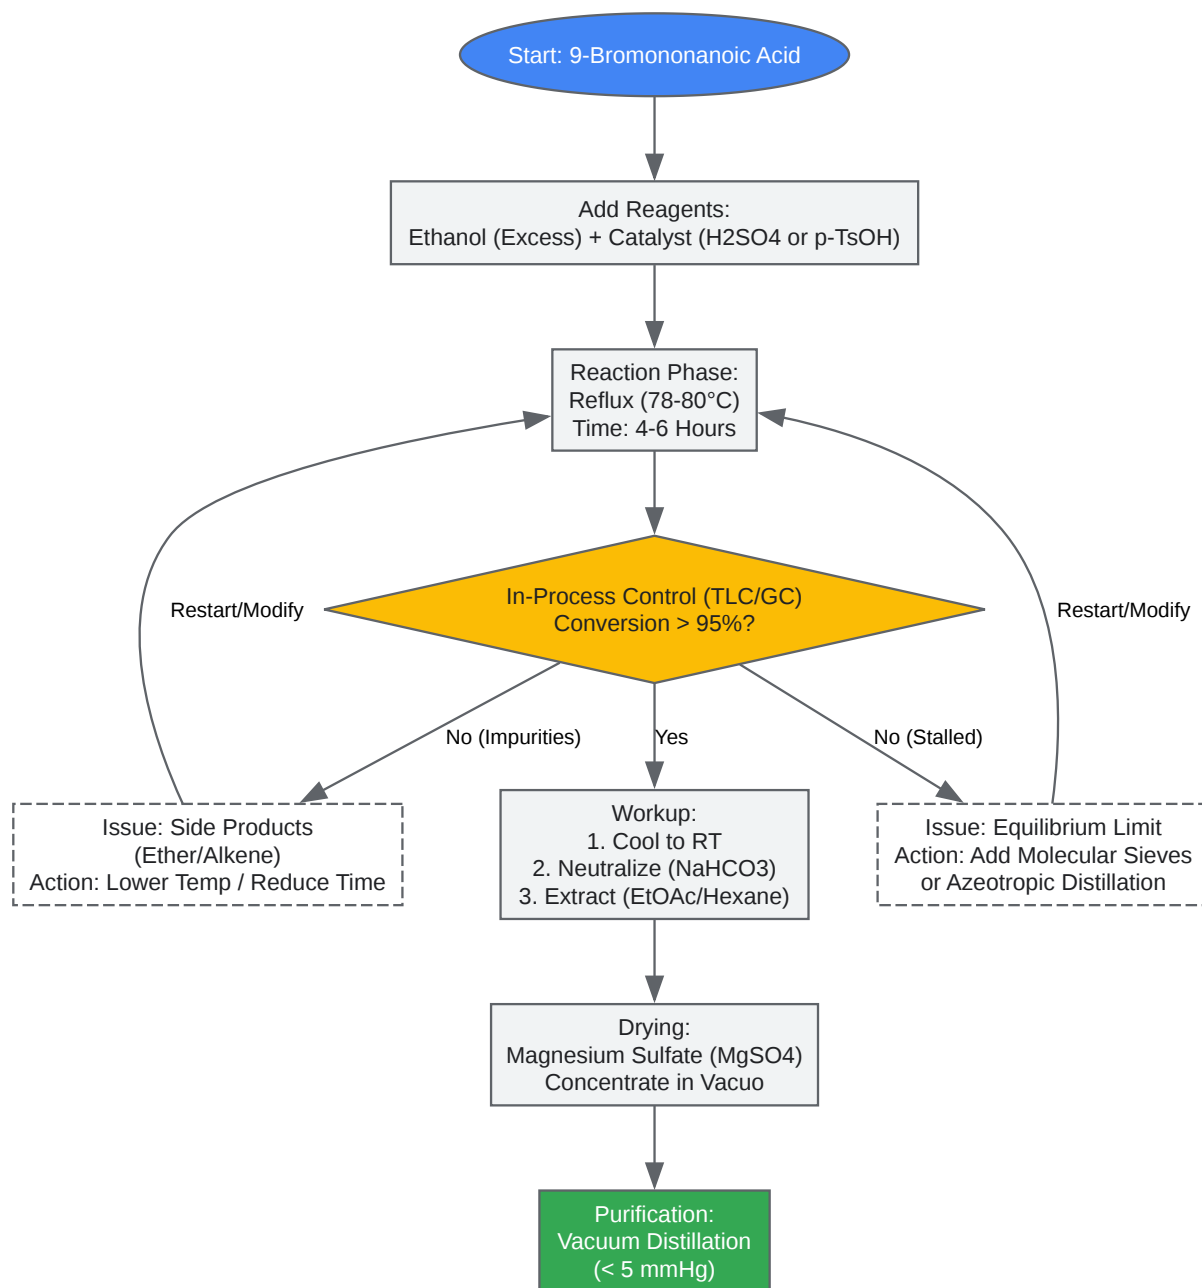 Start: 9-Bromononanoic Acid
Add Reagents:
Ethanol (Excess) + Catalyst (H2SO4 or p-TsOH)
Reaction Phase:
Reflux (78-80°C)
Time: 4-6 Hours
Restart/Modify
In-Process Control (TLC/GC)
Conversion > 95%?
Restart/Modify
No (Impurities)
Yes
No (Stalled)
Issue: Side Products
(Ether/Alkene)
Action: Lower Temp / Reduce Time
Workup:
1. Cool to RT
2. Neutralize (NaHCO3)
3. Extract (EtOAc/Hexane)
Issue: Equilibrium Limit
Action: Add Molecular Sieves
or Azeotropic Distillation
Drying:
Magnesium Sulfate (MgSO4)
Concentrate in Vacuo
Purification:
Vacuum Distillation
(< 5 mmHg)